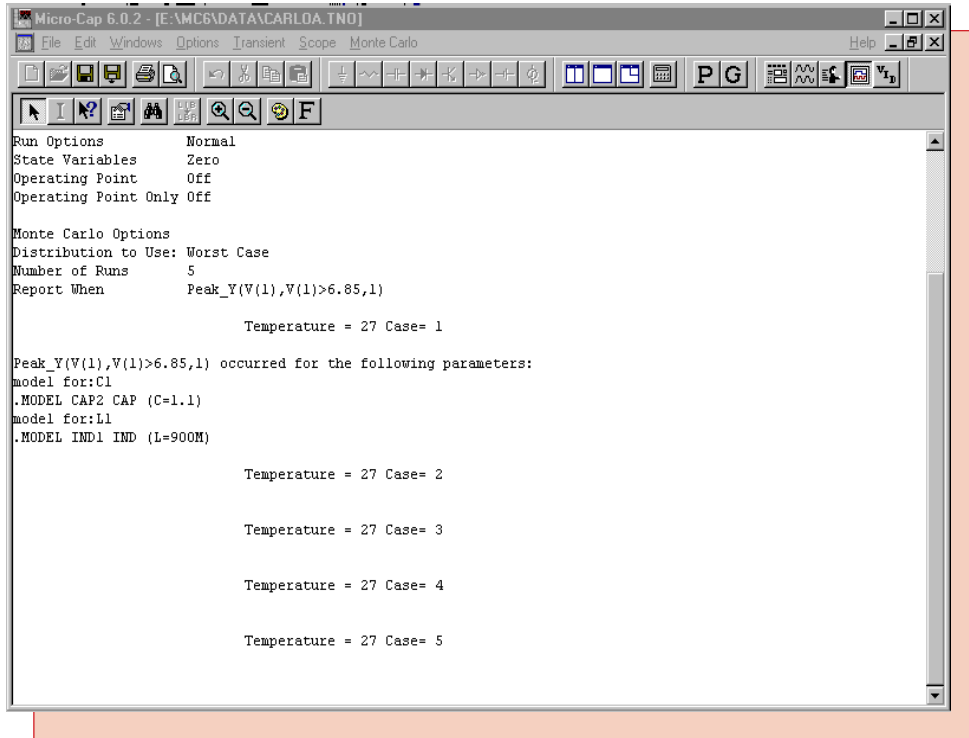 Micro-Cap 6.0.2 - [E:\MC6\DATA\CARLOA.TNO]
File Edit Windows Options Transient Scope Monte Carlo Help
P G
F
Run Options Normal
State Variables Zero
Operating Point Off
Operating Point Only Off
Monte Carlo Options
Distribution to Use: Worst Case
Number of Runs 5
Report When Peak_Y(V(1),V(1)>6.85,1)
Temperature = 27 Case= 1
Peak_Y(V(1),V(1)>6.85,1) occurred for the following parameters:
model for:C1
.MODEL CAP2 CAP (C=1.1)
model for:L1
.MODEL IND1 IND (L=900M)
Temperature = 27 Case= 2
Temperature = 27 Case= 3
Temperature = 27 Case= 4
Temperature = 27 Case= 5